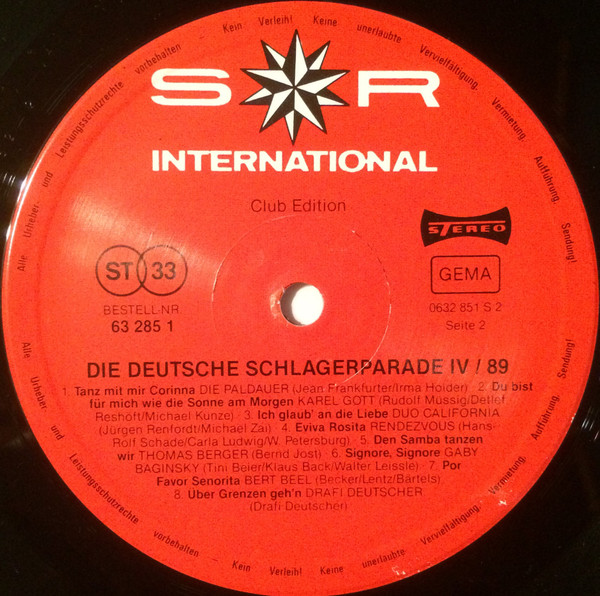 Alle Urheber- und Leistungsschutzrechte vorbehalten Kein Verleih! Keine unerlaubte Vervielfältigung, Vermietung, Aufführung, Sendung!
S R
INTERNATIONAL
Club Edition
STEREO
ST 33
GEMA
BESTELL-NR
63 285 1
0632 851 S 2
Seite 2
DIE DEUTSCHE SCHLAGERPARADE IV / 89
1. Tanz mit mir Corinna DIE PALDAUER (Jean Frankfurter/Irma Holder) · 2. Du bist
für mich wie die Sonne am Morgen KAREL GOTT (Rudolf Müssig/Detlef
Reshöft/Michael Kunze) · 3. Ich glaub' an die Liebe DUO CALIFORNIA
(Jürgen Renfordt/Michael Zai) · 4. Eviva Rosita RENDEZVOUS (Hans-
Rolf Schade/Carla Ludwig/W. Petersburg) · 5. Den Samba tanzen
wir THOMAS BERGER (Bernd Jost) · 6. Signore, Signore GABY
BAGINSKY (Tini Beier/Klaus Back/Walter Leissle) · 7. Por
Favor Senorita BERT BEEL (Becker/Lentz/Bartels)
8. Über Grenzen geh'n DRAFI DEUTSCHER
(Drafi Deutscher)
Alle Urheber und Leistungsschutzrechte vorbehalten Kein Verleih! Keine unerlaubte Vervielfältigung, Vermietung, Aufführung, Sendung!